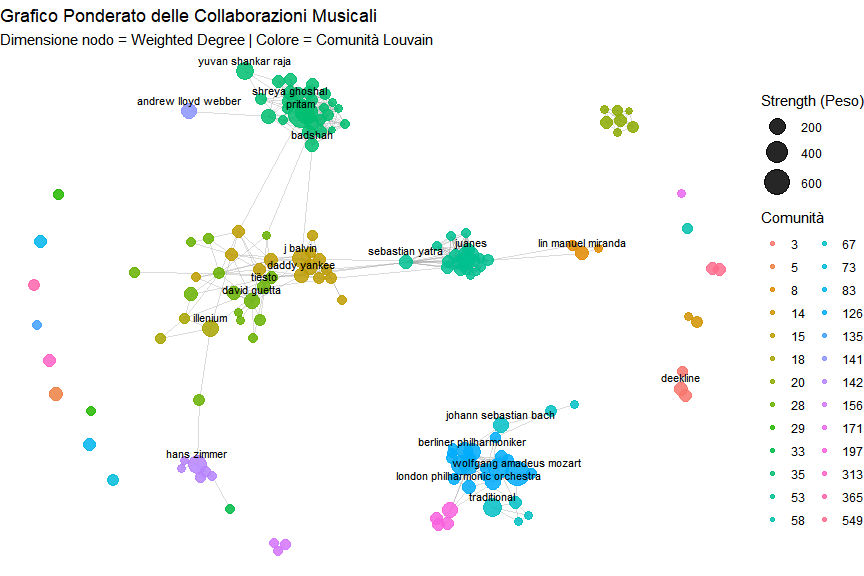 Grafico Ponderato delle Collaborazioni Musicali
Dimensione nodo = Weighted Degree | Colore = Comunità Louvain
yuvan shankar raja
shreya ghoshal
andrew lloyd webber
pritam
badshah
j balvin
daddy yankee
tiësto
david guetta
illenium
sebastian yatra
juanes
lin manuel miranda
deekline
hans zimmer
johann sebastian bach
berliner philharmoniker
wolfgang amadeus mozart
london philharmonic orchestra
traditional
Strength (Peso)
200
400
600
Comunità
3 67
5 73
8 83
14 126
15 135
18 141
20 142
28 156
29 171
33 197
35 313
53 365
58 549